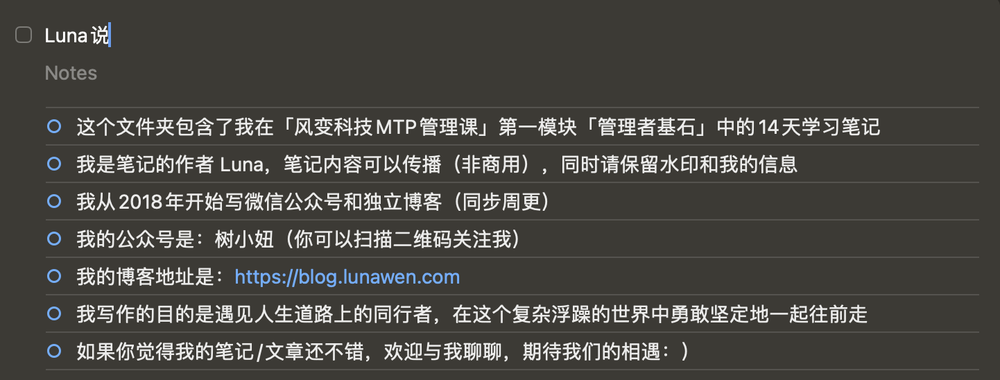 Luna说
Notes
这个文件夹包含了我在「风变科技MTP管理课」第一模块「管理者基石」中的14天学习笔记
我是笔记的作者 Luna，笔记内容可以传播（非商用），同时请保留水印和我的信息
我从2018年开始写微信公众号和独立博客（同步周更）
我的公众号是：树小妞（你可以扫描二维码关注我）
我的博客地址是：https://blog.lunawen.com
我写作的目的是遇见人生道路上的同行者，在这个复杂浮躁的世界中勇敢坚定地一起往前走
如果你觉得我的笔记/文章还不错，欢迎与我聊聊，期待我们的相遇：）